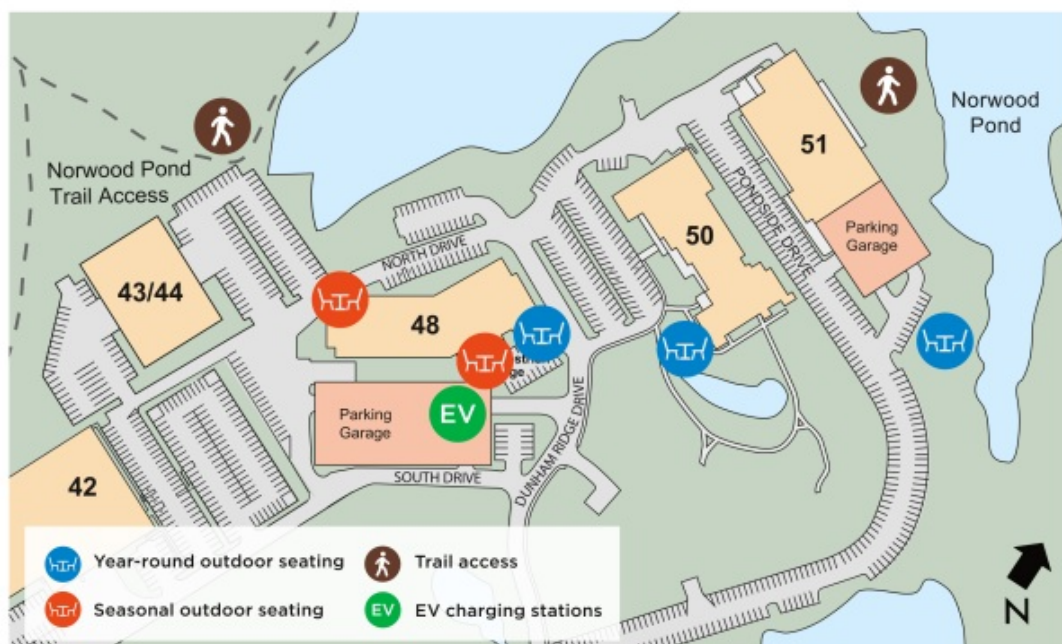 Norwood
Pond
51
Norwood Pond
Trail Access
PONDSIDE DRIVE
Parking
Garage
50
NORTH DRIVE
43/44
48
EV
Parking
Garage
DUNHAM RIDGE DRIVE
SOUTH DRIVE
42
Year-round outdoor seating
Trail access
Seasonal outdoor seating
EV EV charging stations
N